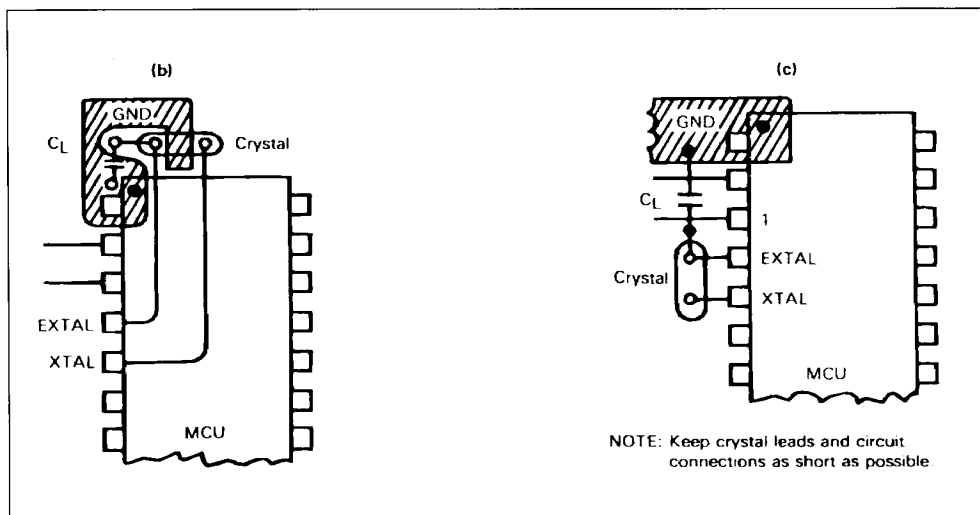 (b)
GND
CL
Crystal
EXTAL
XTAL
MCU
(c)
GND
CL
1
EXTAL
Crystal
XTAL
MCU
NOTE: Keep crystal leads and circuit
connections as short as possible